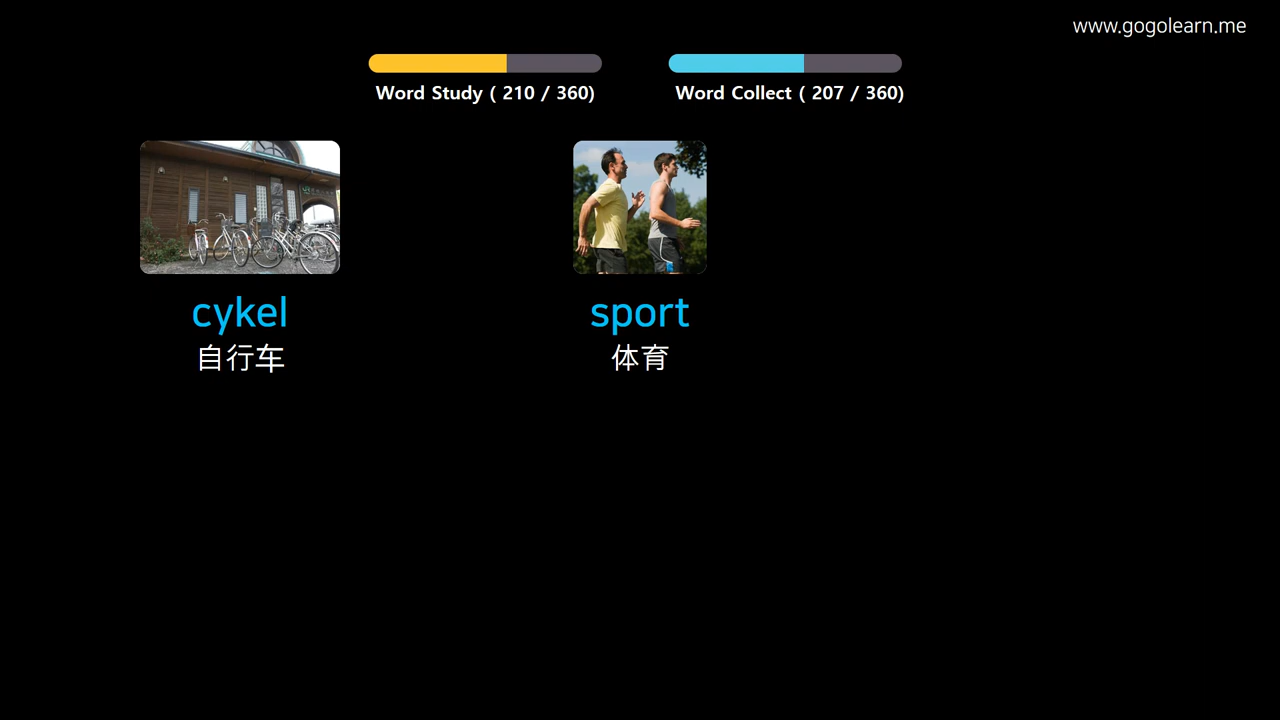 www.gogolearn.me
Word Study ( 210 / 360)
Word Collect ( 207 / 360)
cykel
自行车
sport
体育